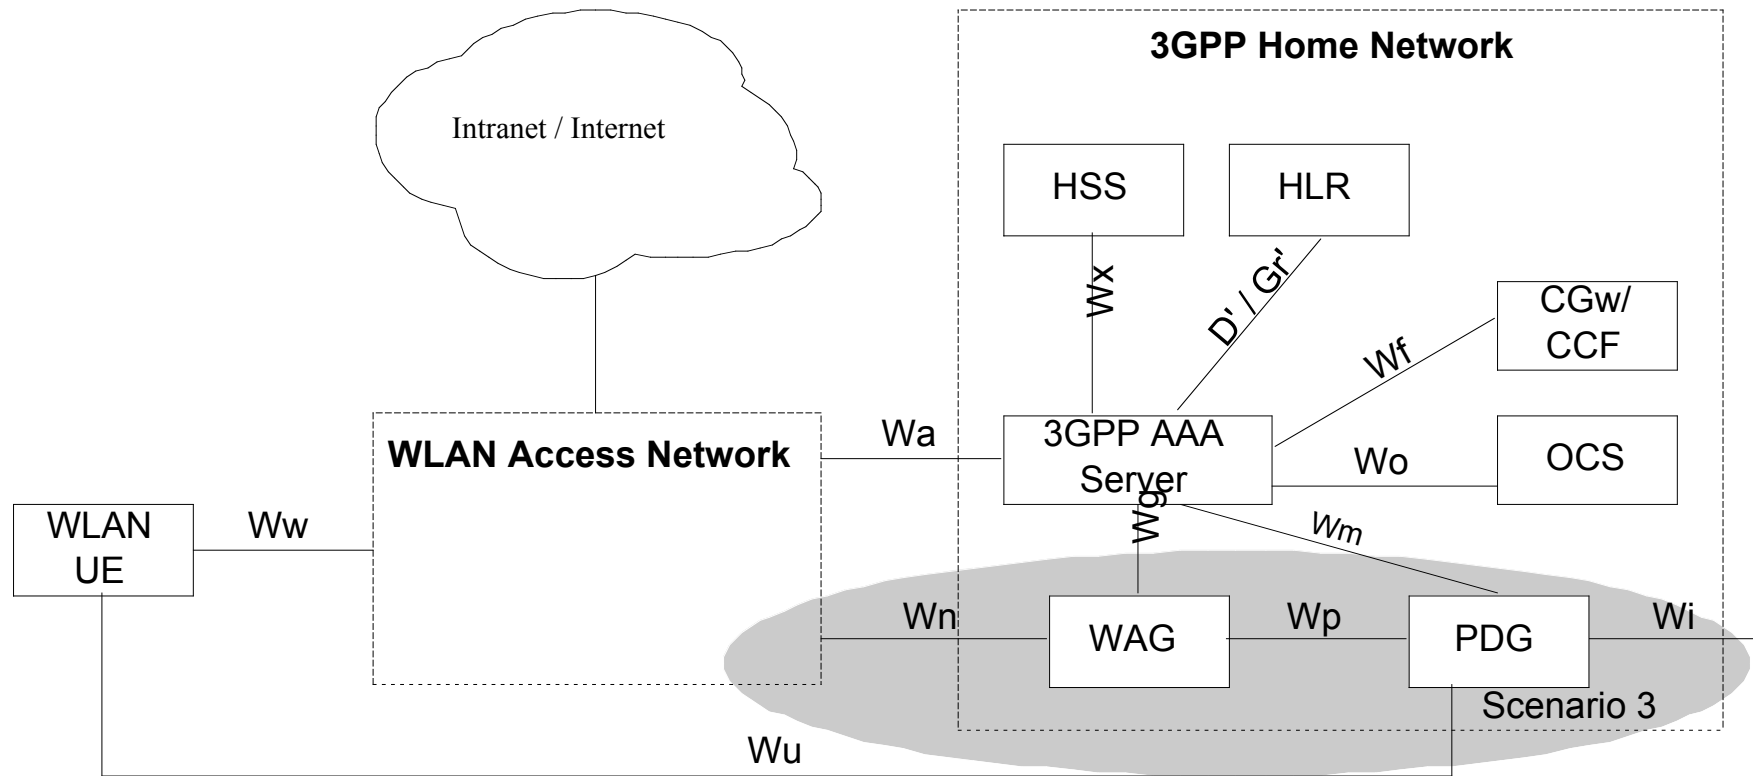 3GPP Home Network
Intranet / Internet
HSS
HLR
Wx
D' / Gr'
CGw/
CCF
Wf
WLAN Access Network
Wa
3GPP AAA
Server
Wo
OCS
WLAN
UE
Ww
Wg
Wm
Wn
WAG
Wp
PDG
Wi
Scenario 3
Wu